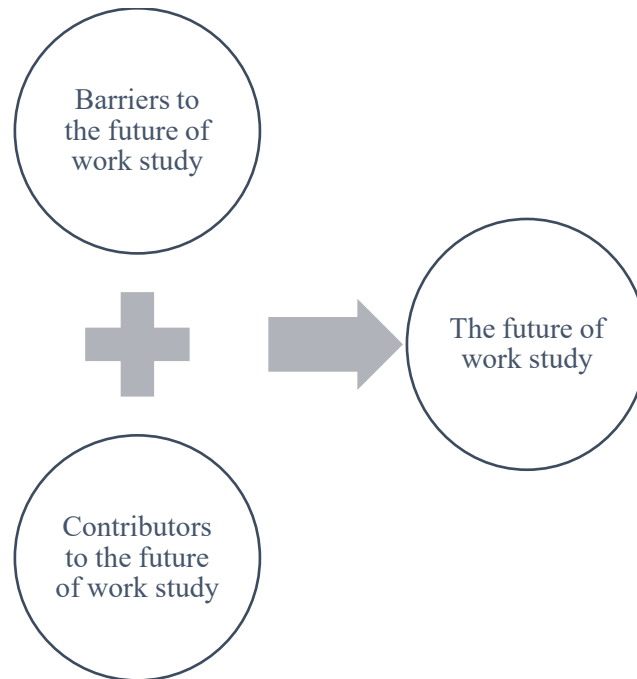 Barriers to
the future of
work study
The future of
work study
Contributors
to the future
of work study